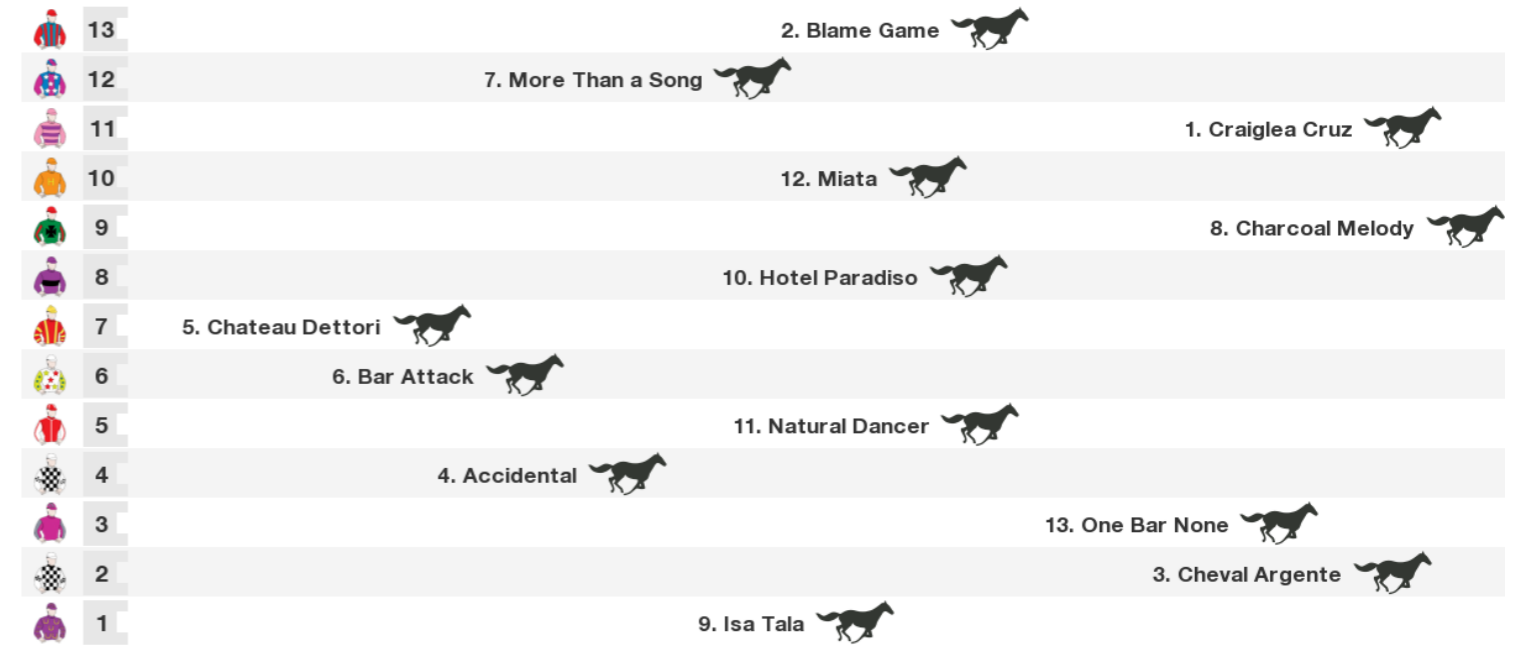 13 2. Blame Game
12 7. More Than a Song
11 1. Craiglea Cruz
10 12. Miata
9 8. Charcoal Melody
8 10. Hotel Paradiso
7 5. Chateau Dettori
6 6. Bar Attack
5 11. Natural Dancer
4 4. Accidental
3 13. One Bar None
2 3. Cheval Argente
1 9. Isa Tala